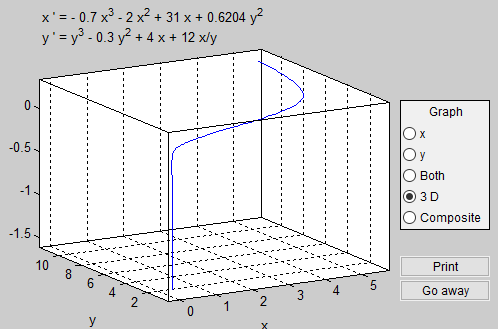 x ' = - 0.7 x³ - 2 x² + 31 x + 0.6204 y²
y ' = y³ - 0.3 y² + 4 x + 12 x/y
0
-0.5
-1
-1.5
10
8
6
4
2
0
1
2
3
4
5
y
x
Graph
x
y
Both
3 D
Composite
Print
Go away